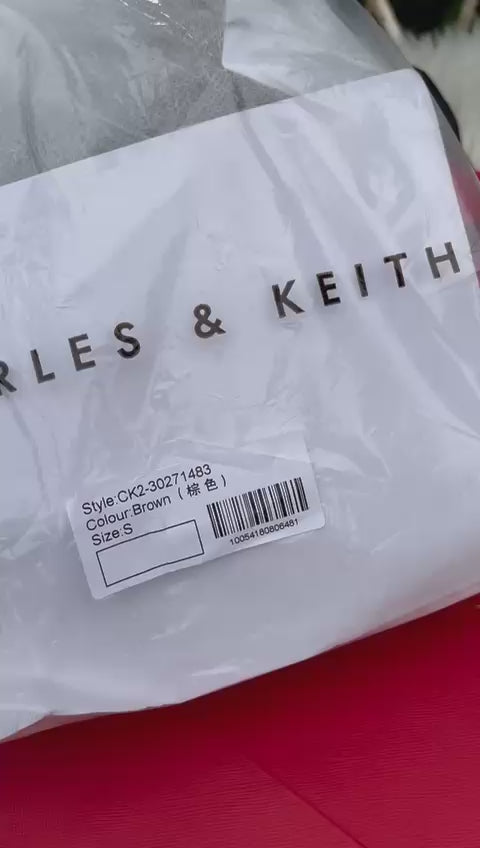 RLES & KEITH
Style:CK2-30271483
Colour:Brown（棕色）
Size:S
10054180806481